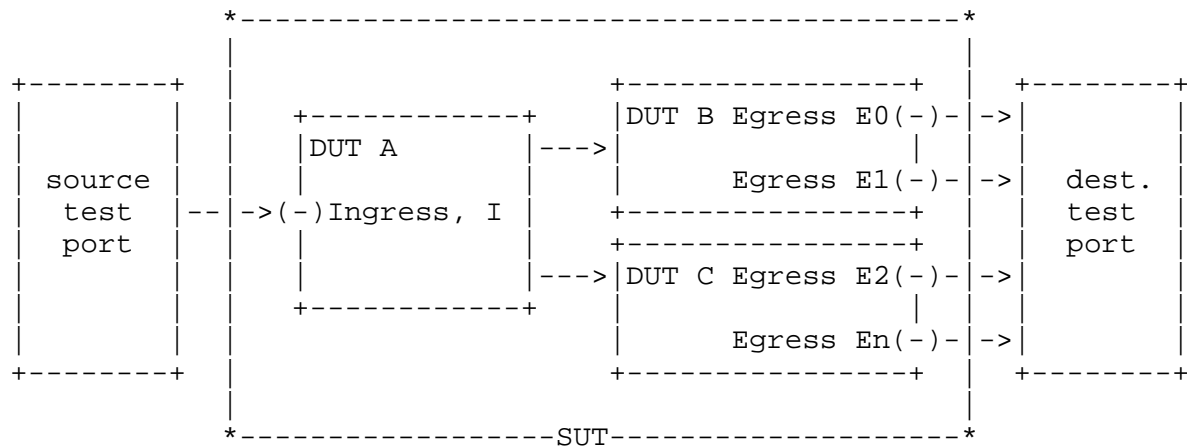 DUT B Egress E0(-)
DUT A
source Egress E1(-) dest.
test (-)Ingress, I test
port port
DUT C Egress E2(-)
Egress En(-)
SUT